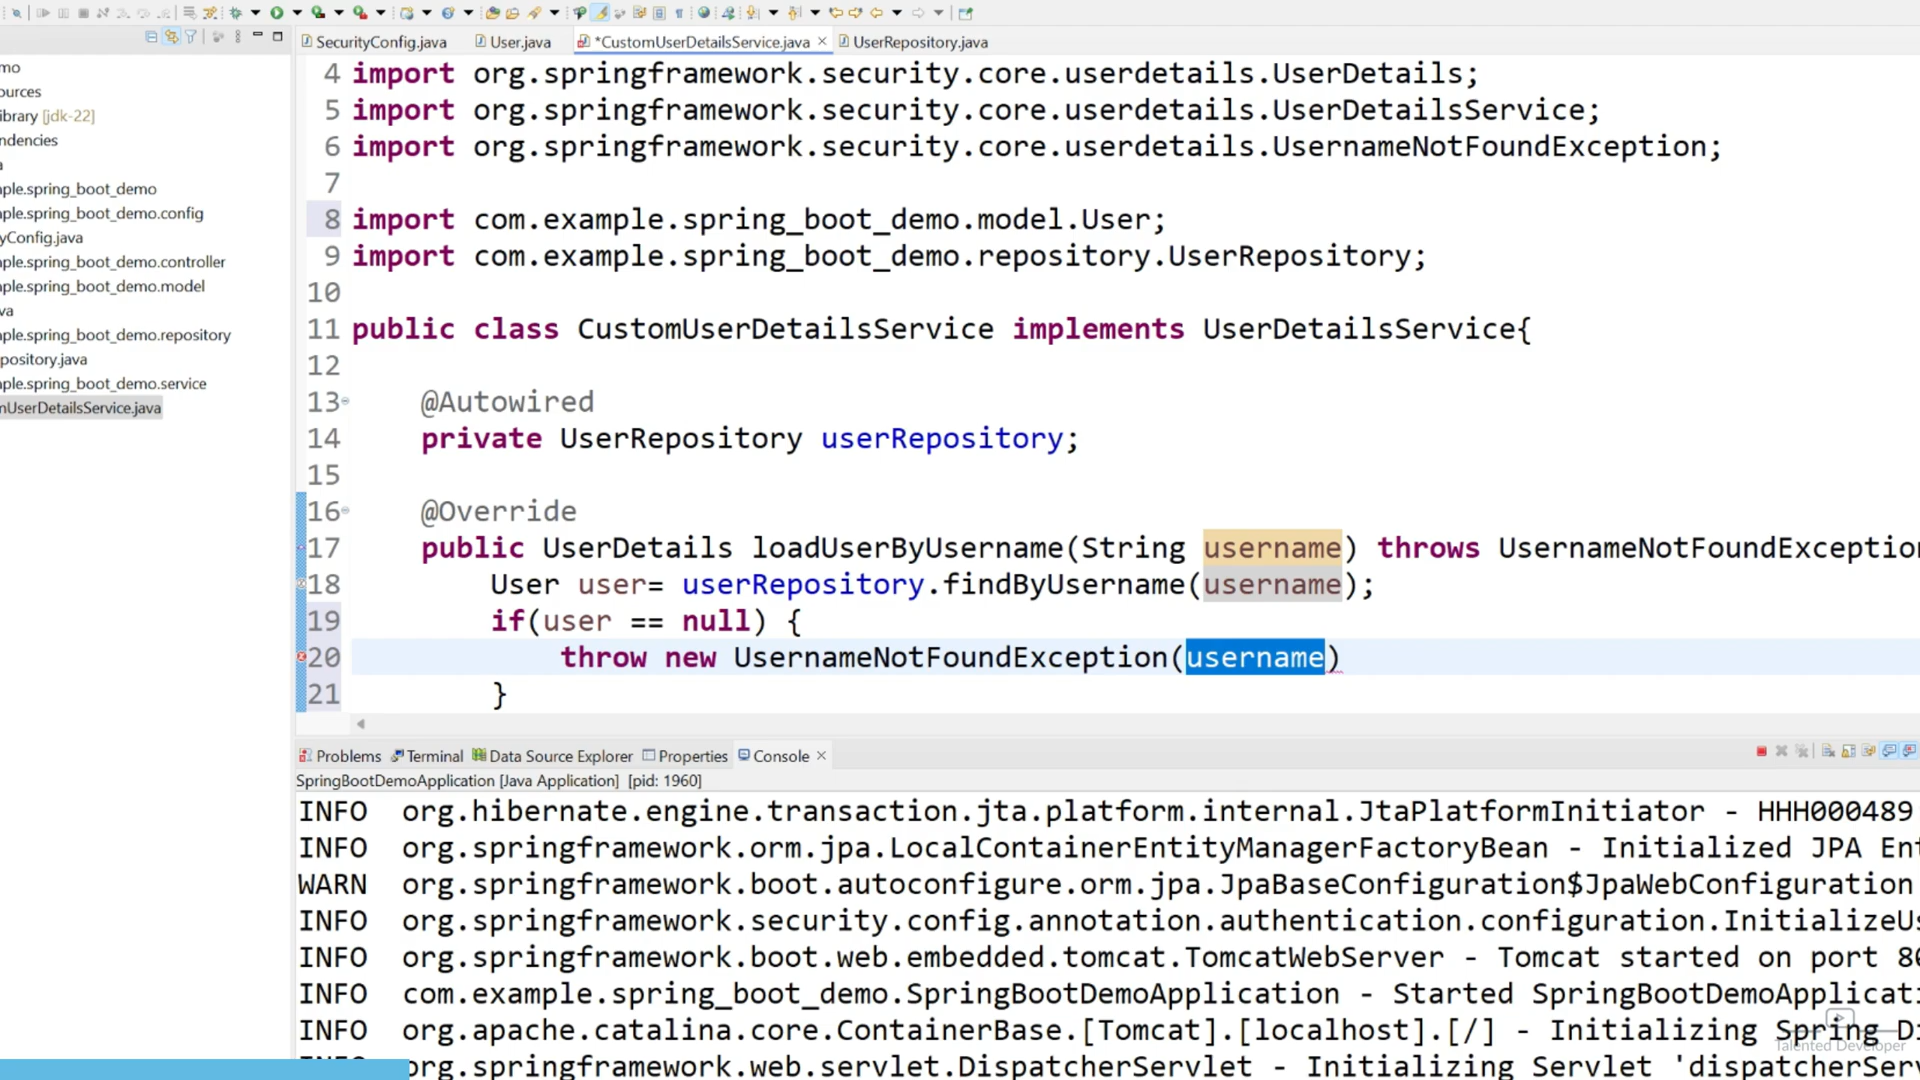 SecurityConfig.java
User.java
*CustomUserDetailsService.java
UserRepository.java
mo
ources
ibrary [jdk-22]
ndencies
a
ple.spring_boot_demo
ple.spring_boot_demo.config
yConfig.java
ple.spring_boot_demo.controller
ple.spring_boot_demo.model
va
ple.spring_boot_demo.repository
pository.java
ple.spring_boot_demo.service
mUserDetailsService.java
4 import org.springframework.security.core.userdetails.UserDetails;
5 import org.springframework.security.core.userdetails.UserDetailsService;
6 import org.springframework.security.core.userdetails.UsernameNotFoundException;
7
8 import com.example.spring_boot_demo.model.User;
9 import com.example.spring_boot_demo.repository.UserRepository;
10
11 public class CustomUserDetailsService implements UserDetailsService{
12
13 @Autowired
14 private UserRepository userRepository;
15
16 @Override
17 public UserDetails loadUserByUsername(String username) throws UsernameNotFoundException
18 User user= userRepository.findByUsername(username);
19 if(user == null) {
20 throw new UsernameNotFoundException(username)
21 }
Problems Terminal Data Source Explorer Properties Console
SpringBootDemoApplication [Java Application] [pid: 1960]
INFO org.hibernate.engine.transaction.jta.platform.internal.JtaPlatformInitiator - HHH000489
INFO org.springframework.orm.jpa.LocalContainerEntityManagerFactoryBean - Initialized JPA Ent
WARN org.springframework.boot.autoconfigure.orm.jpa.JpaBaseConfiguration$JpaWebConfiguration
INFO org.springframework.security.config.annotation.authentication.configuration.InitializeUs
INFO org.springframework.boot.web.embedded.tomcat.TomcatWebServer - Tomcat started on port 80
INFO com.example.spring_boot_demo.SpringBootDemoApplication - Started SpringBootDemoApplicati
INFO org.apache.catalina.core.ContainerBase.[Tomcat].[localhost].[/] - Initializing Spring Di
INFO org.springframework.web.servlet.DispatcherServlet - Initializing Servlet 'dispatcherServ
Talented Developer